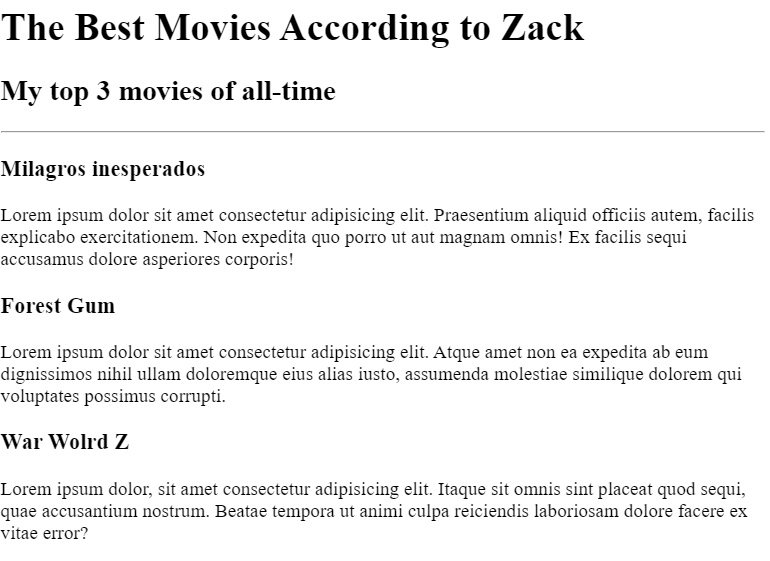 The Best Movies According to Zack
My top 3 movies of all-time
Milagros inesperados
Lorem ipsum dolor sit amet consectetur adipisicing elit. Praesentium aliquid officiis autem, facilis
explicabo exercitationem. Non expedita quo porro ut aut magnam omnis! Ex facilis sequi
accusamus dolore asperiores corporis!
Forest Gum
Lorem ipsum dolor sit amet consectetur adipisicing elit. Atque amet non ea expedita ab eum
dignissimos nihil ullam doloremque eius alias iusto, assumenda molestiae similique dolorem qui
voluptates possimus corrupti.
War Wolrd Z
Lorem ipsum dolor, sit amet consectetur adipisicing elit. Itaque sit omnis sint placeat quod sequi,
quae accusantium nostrum. Beatae tempora ut animi culpa reiciendis laboriosam dolore facere ex
vitae error?